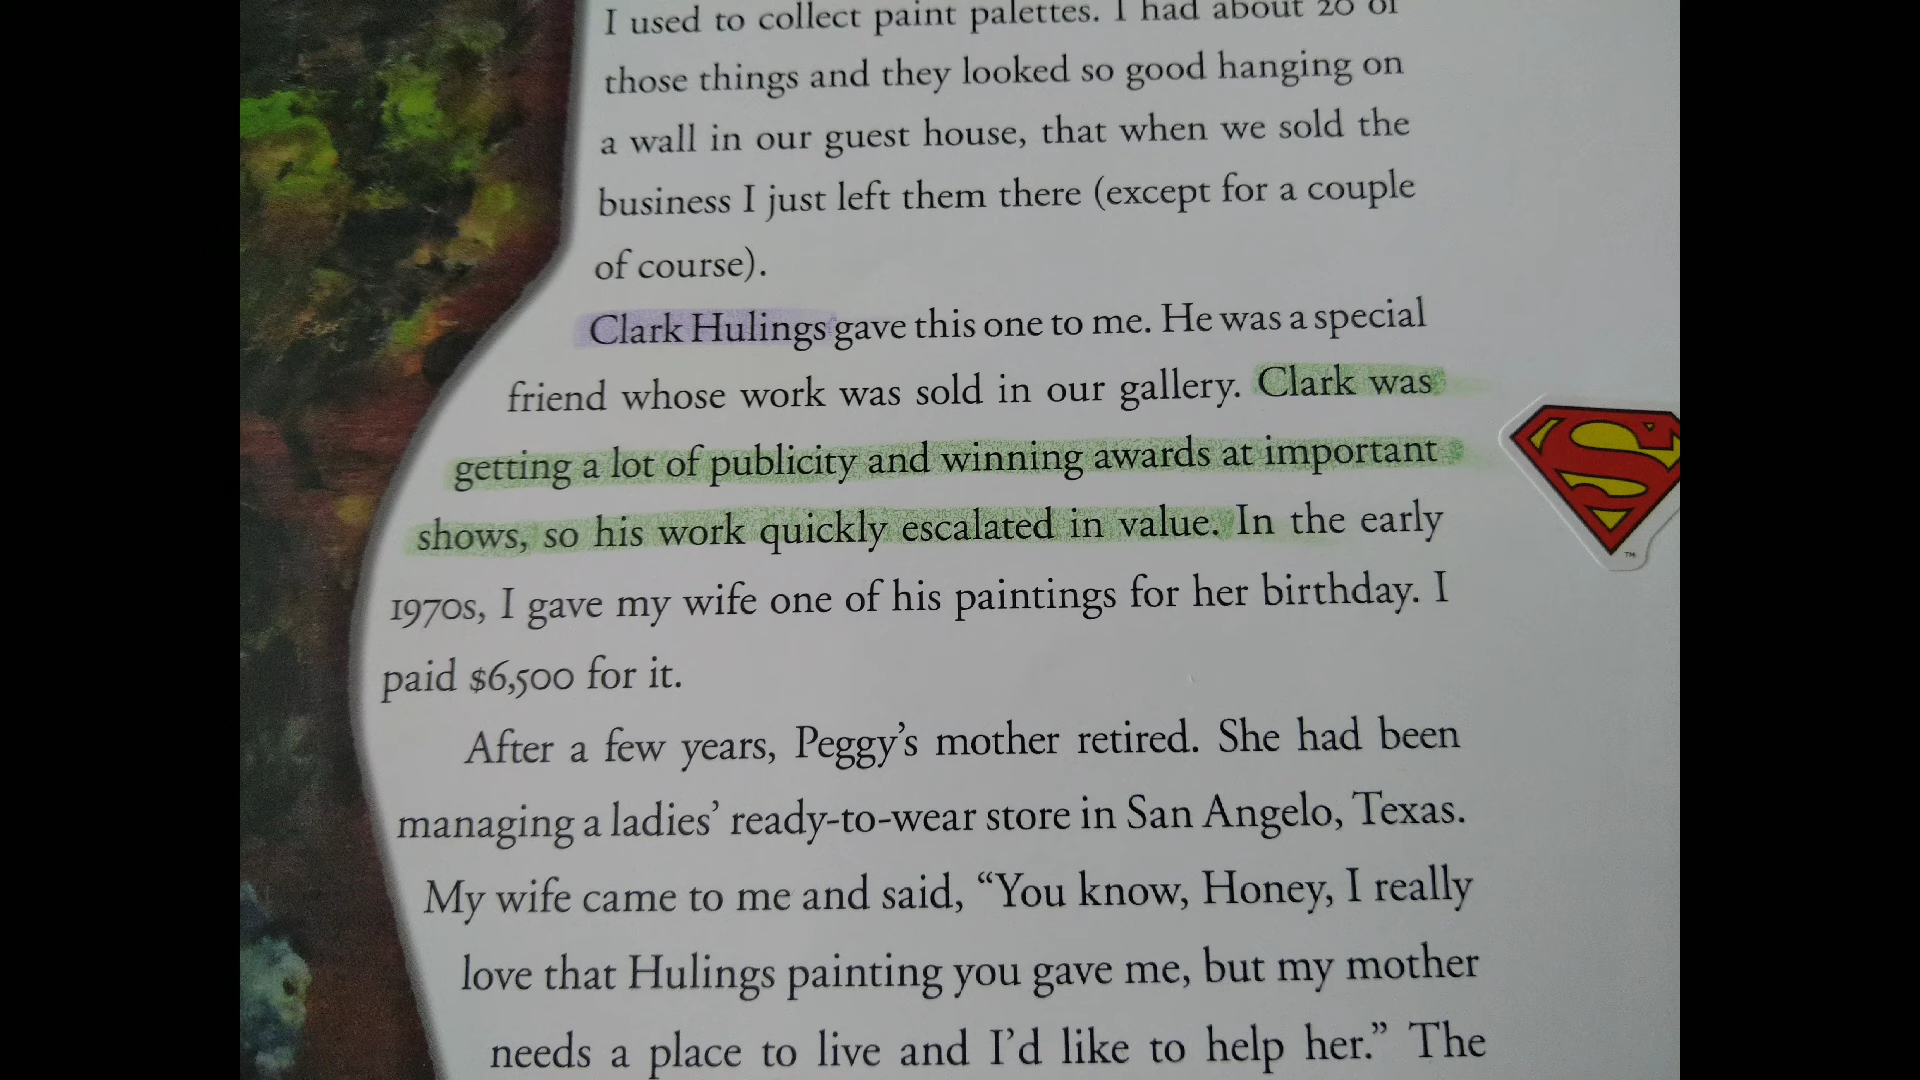 I used to collect paint palettes. I had about 20 of
those things and they looked so good hanging on
a wall in our guest house, that when we sold the
business I just left them there (except for a couple
of course).
Clark Hulings gave this one to me. He was a special
friend whose work was sold in our gallery. Clark was
getting a lot of publicity and winning awards at important
shows, so his work quickly escalated in value. In the early
1970s, I gave my wife one of his paintings for her birthday. I
paid $6,500 for it.
After a few years, Peggy’s mother retired. She had been
managing a ladies’ ready-to-wear store in San Angelo, Texas.
My wife came to me and said, “You know, Honey, I really
love that Hulings painting you gave me, but my mother
needs a place to live and I’d like to help her.” The
S
TM